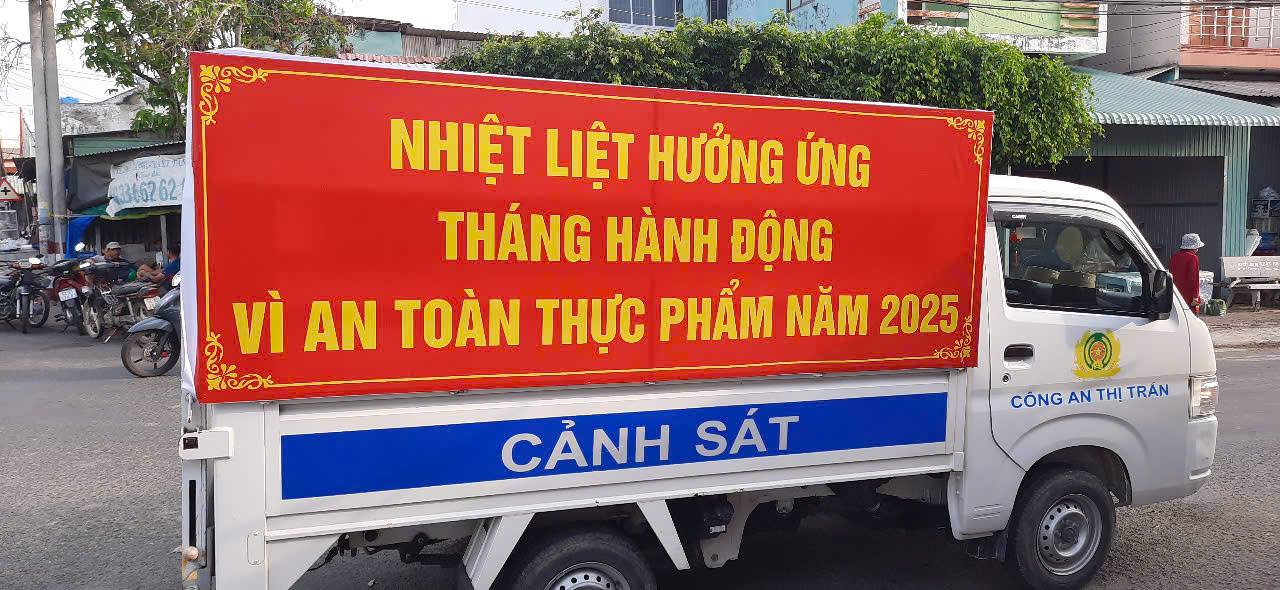 NHIỆT LIỆT HƯỞNG ỨNG
THÁNG HÀNH ĐỘNG
VÌ AN TOÀN THỰC PHẨM NĂM 2025
CẢNH SÁT
CÔNG AN THỊ TRẤN